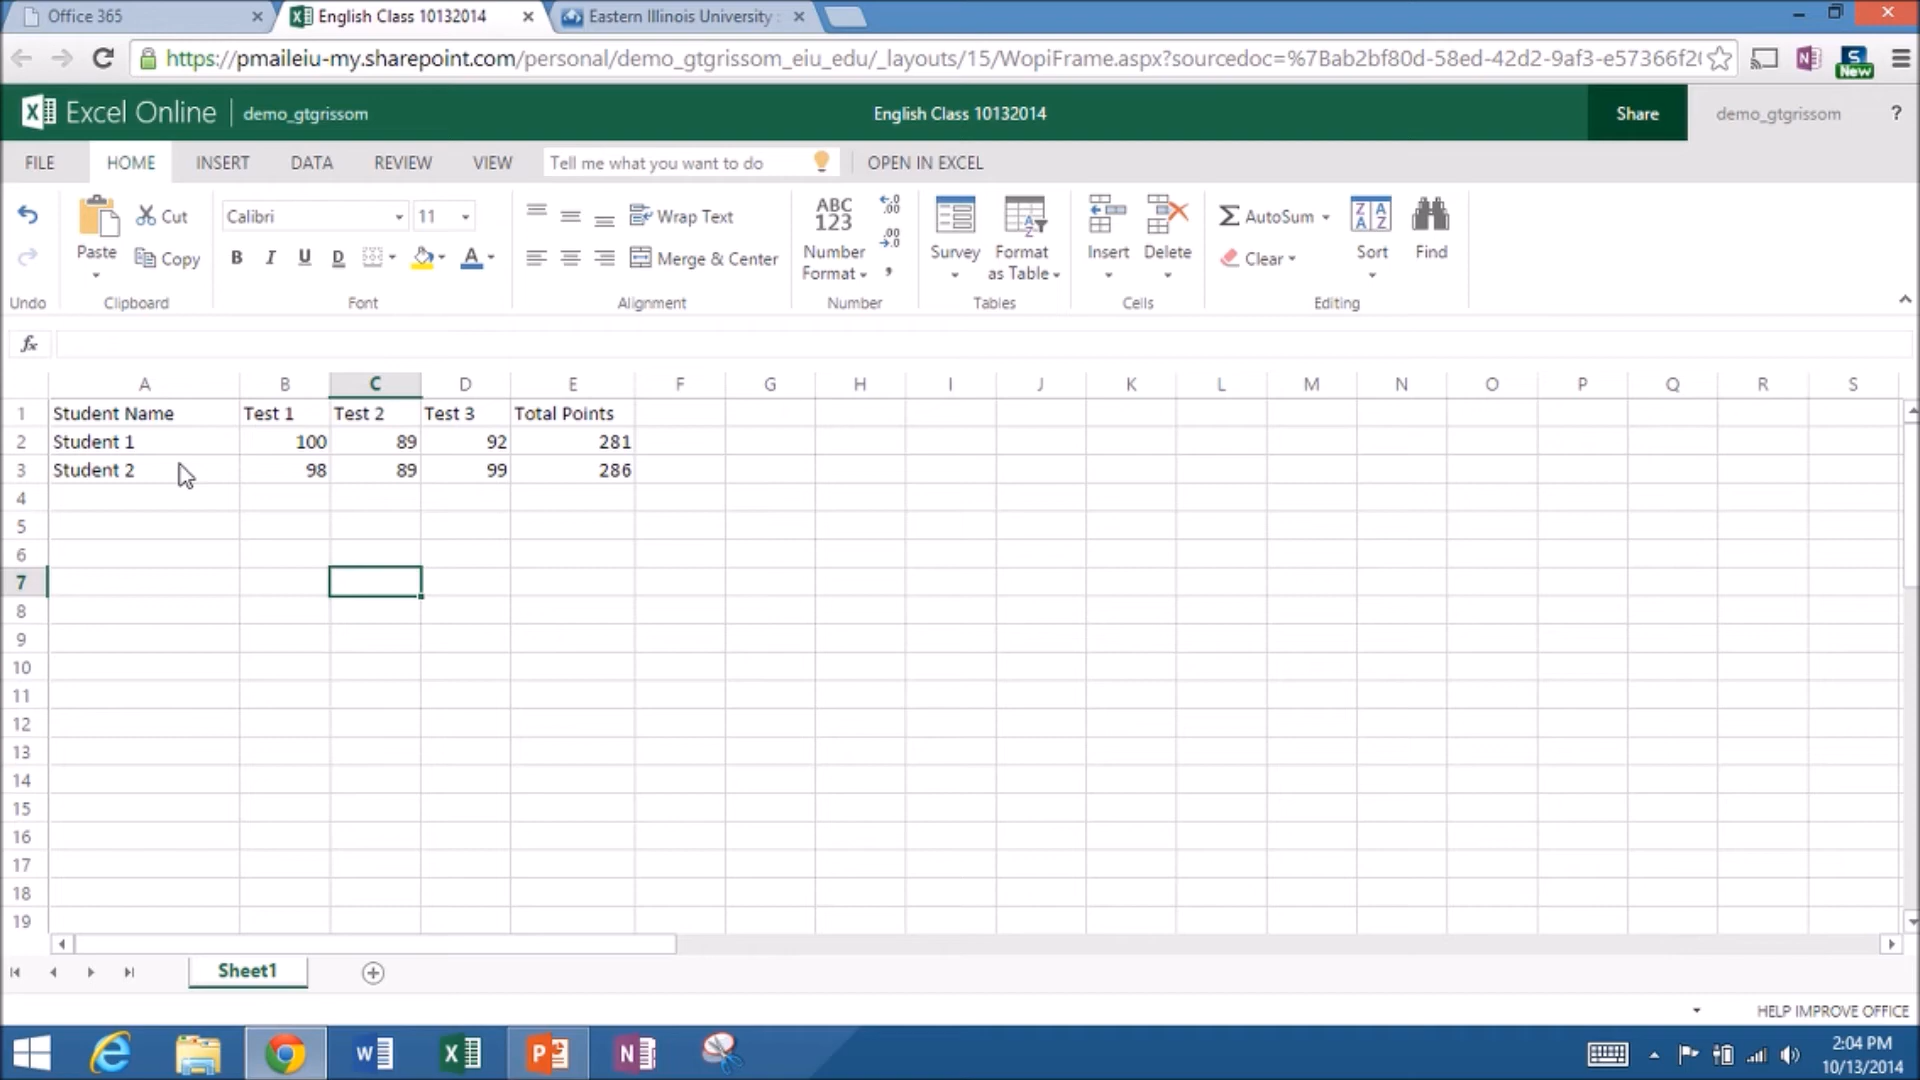 Office 365
English Class 10132014
Eastern Illinois University :
https://pmaileiu-my.sharepoint.com/personal/demo_gtgrissom_eiu_edu/_layouts/15/WopiFrame.aspx?sourcedoc=%7Bab2bf80d-58ed-42d2-9af3-e57366f2
S New
Excel Online demo_gtgrissom English Class 10132014 Share demo_gtgrissom ?
FILE HOME INSERT DATA REVIEW VIEW Tell me what you want to do OPEN IN EXCEL
Undo
Paste Cut Copy
Clipboard
Calibri 11
B I U D A
Font
Wrap Text
Merge & Center
Alignment
ABC 123
Number Format
.00 .00
Number
Survey Format as Table
Tables
Insert Delete
Cells
AutoSum
Clear
Sort Find
Editing
fx
A B C D E F G H I J K L M N O P Q R S
1 Student Name Test 1 Test 2 Test 3 Total Points
2 Student 1 100 89 92 281
3 Student 2 98 89 99 286
4
5
6
7
8
9
10
11
12
13
14
15
16
17
18
19
Sheet1
HELP IMPROVE OFFICE
2:04 PM
10/13/2014